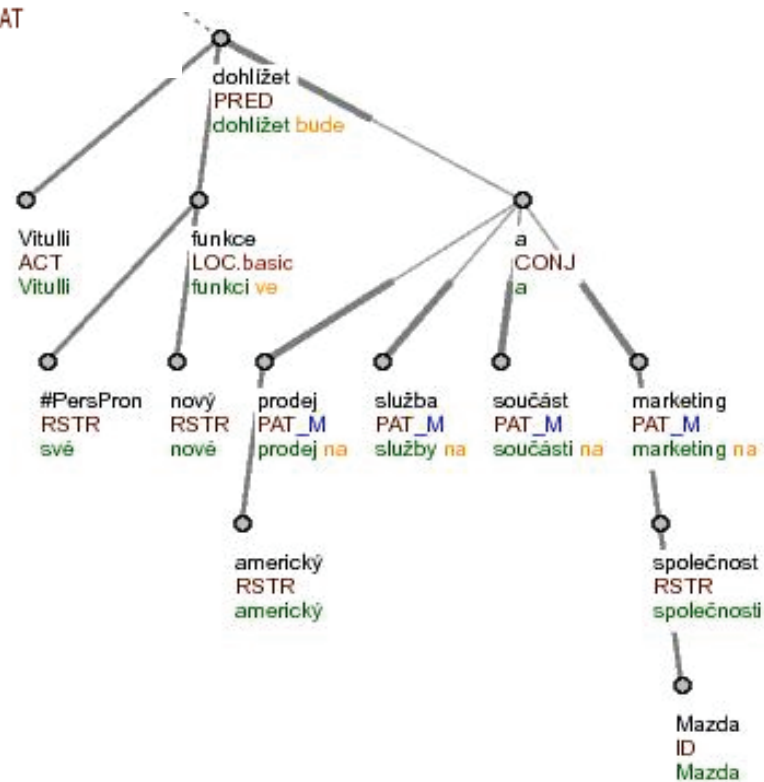 AT
dohlížet
PRED
dohlížet bude
Vitulli
ACT
Vitulli
funkce
LOC.basic
funkci ve
a
CONJ
a
#PersPron
RSTR
své
nový
RSTR
nové
prodej
PAT_M
prodej na
služba
PAT_M
služby na
součást
PAT_M
součásti na
marketing
PAT_M
marketing na
americký
RSTR
americký
společnost
RSTR
společnosti
Mazda
ID
Mazda